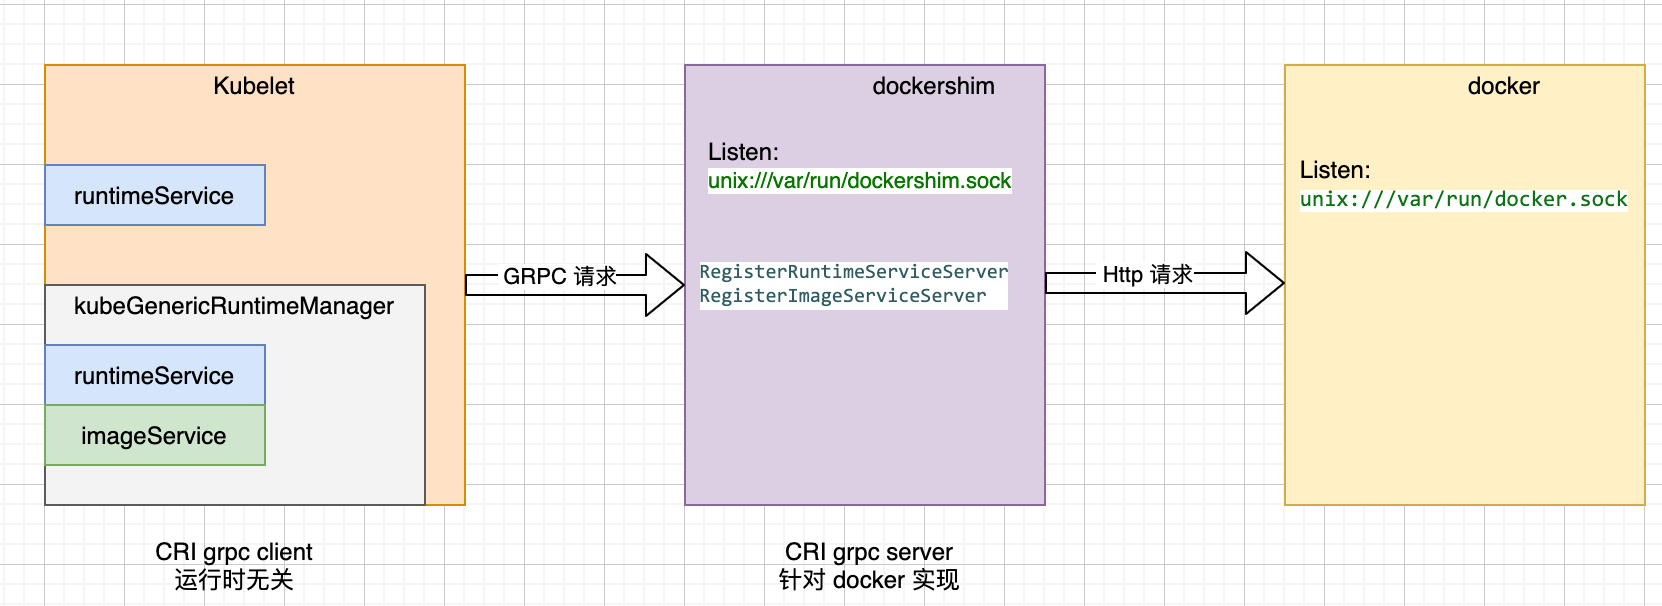 Kubelet
runtimeService
kubeGenericRuntimeManager
runtimeService
imageService
CRI grpc client
运行时无关
GRPC 请求
dockershim
Listen:
unix:///var/run/dockershim.sock
RegisterRuntimeServiceServer
RegisterImageServiceServer
CRI grpc server
针对 docker 实现
Http 请求
docker
Listen:
unix:///var/run/docker.sock